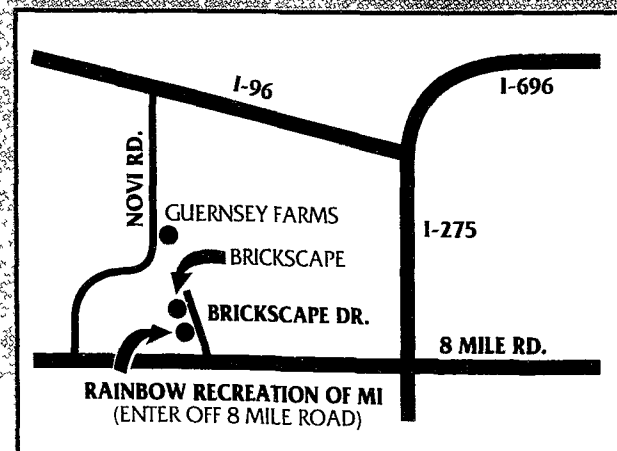 I-96
I-696
NOVI RD.
GUERNSEY FARMS
I-275
BRICKSCAPE
BRICKSCAPE DR.
8 MILE RD.
RAINBOW RECREATION OF MI
(ENTER OFF 8 MILE ROAD)